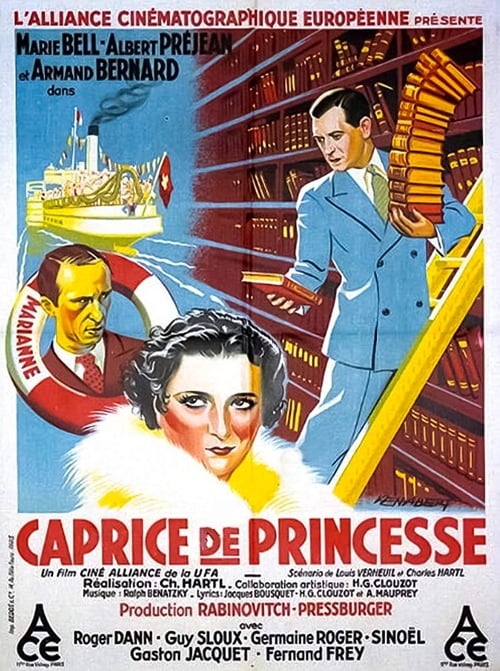 L'ALLIANCE CINÉMATOGRAPHIQUE EUROPÉENNE PRÉSENTE
MARIE BELL - ALBERT PRÉJEAN
ET ARMAND BERNARD
dans
MARIANNE
KENABERT
CAPRICE DE PRINCESSE
Un Film CINÉ ALLIANCE de la UFA — Scénario de Louis VERNEUIL et Charles HARTL
Réalisation : Ch. HARTL _ Collaboration artistique : H.G. CLOUZOT
Musique : Ralph BENATZKY _ Lyrics : Jacques BOUSQUET - H.G. CLOUZOT et A. MAUPREY
Production RABINOVITCH - PRESSBURGER
avec
Roger DANN - Guy SLOUX - Germaine ROGER - SINOËL
Gaston JACQUET - Fernand FREY
ACE
ACE